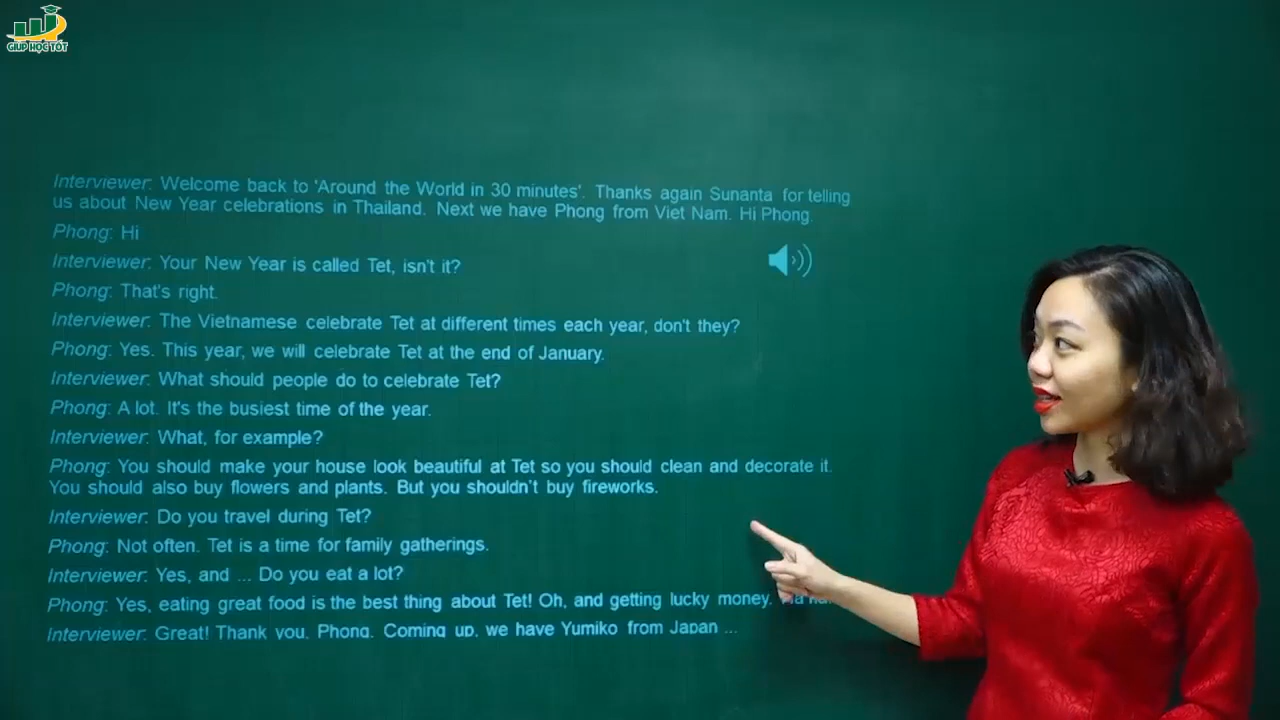 GIÚP HỌC TỐT
Interviewer: Welcome back to 'Around the World in 30 minutes'. Thanks again Sunanta for telling
us about New Year celebrations in Thailand. Next we have Phong from Viet Nam. Hi Phong.
Phong: Hi
Interviewer: Your New Year is called Tet, isn't it?
Phong: That's right.
Interviewer: The Vietnamese celebrate Tet at different times each year, don't they?
Phong: Yes. This year, we will celebrate Tet at the end of January.
Interviewer: What should people do to celebrate Tet?
Phong: A lot. It's the busiest time of the year.
Interviewer: What, for example?
Phong: You should make your house look beautiful at Tet so you should clean and decorate it.
You should also buy flowers and plants. But you shouldn't buy fireworks.
Interviewer: Do you travel during Tet?
Phong: Not often. Tet is a time for family gatherings.
Interviewer: Yes, and ... Do you eat a lot?
Phong: Yes, eating great food is the best thing about Tet! Oh, and getting lucky money.
Interviewer: Great! Thank you, Phong. Coming up, we have Yumiko from Japan ...